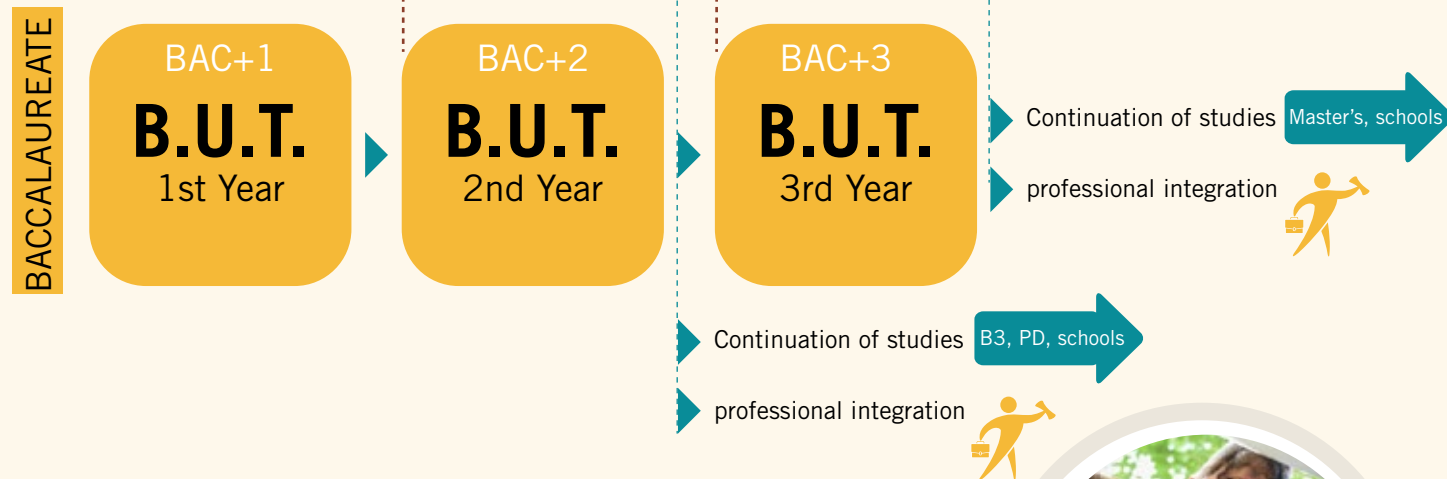 BACCALAUREATE
BAC+1
B.U.T.
1st Year
BAC+2
B.U.T.
2nd Year
BAC+3
B.U.T.
3rd Year
Continuation of studies
Master's, schools
professional integration
Continuation of studies
B3, PD, schools
professional integration